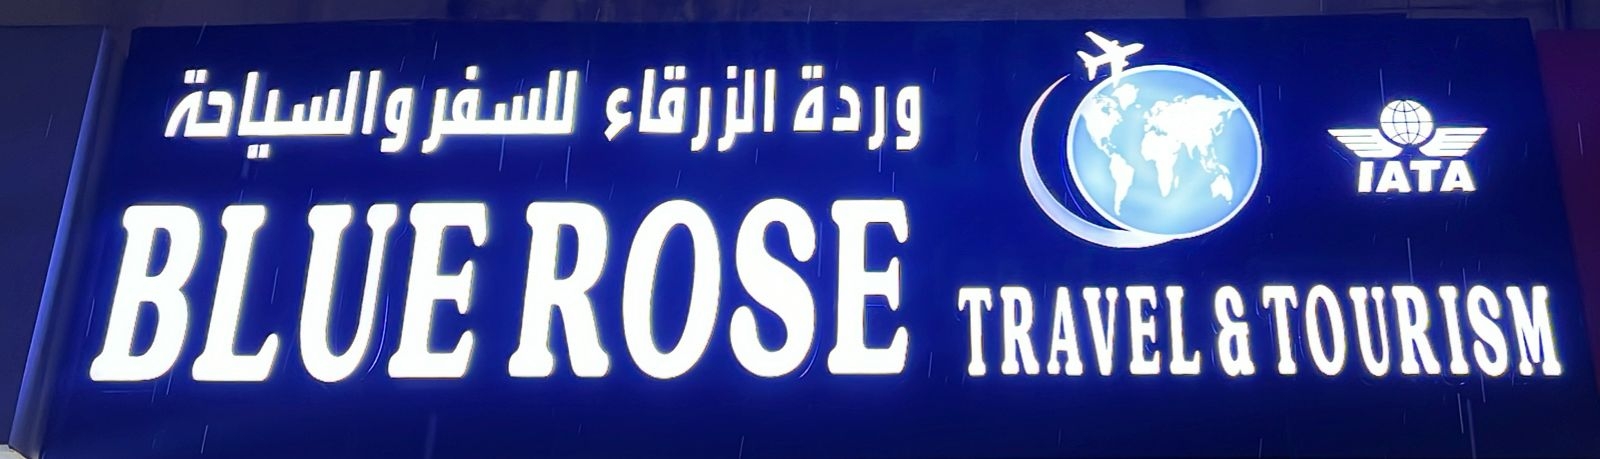 وردة الزرقاء للسفر والسياحة
BLUE ROSE
TRAVEL & TOURISM
IATA